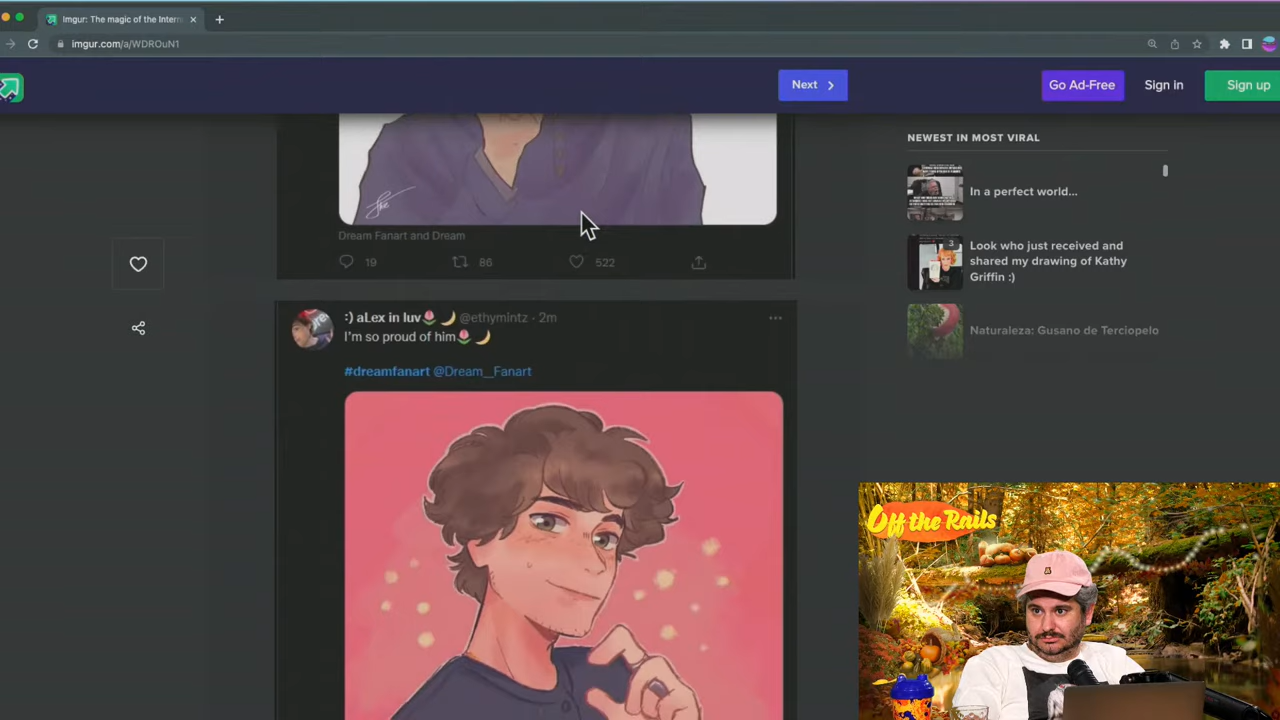 Imgur: The magic of the Intern
imgur.com/a/WDROuN1
Next
Go Ad-Free
Sign in
Sign up
NEWEST IN MOST VIRAL
In a perfect world...
3
Look who just received and
shared my drawing of Kathy
Griffin :)
Naturaleza: Gusano de Terciopelo
Dream Fanart and Dream
19
86
522
:) aLex in luv🌷🌙 @ethymintz · 2m
I'm so proud of him🌷🌙
#dreamfanart @Dream__Fanart
Off the Rails